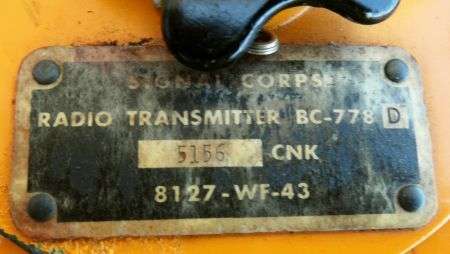 SIGNAL CORPS
RADIO TRANSMITTER BC-778 D
5156 CNK
8127-WF-43